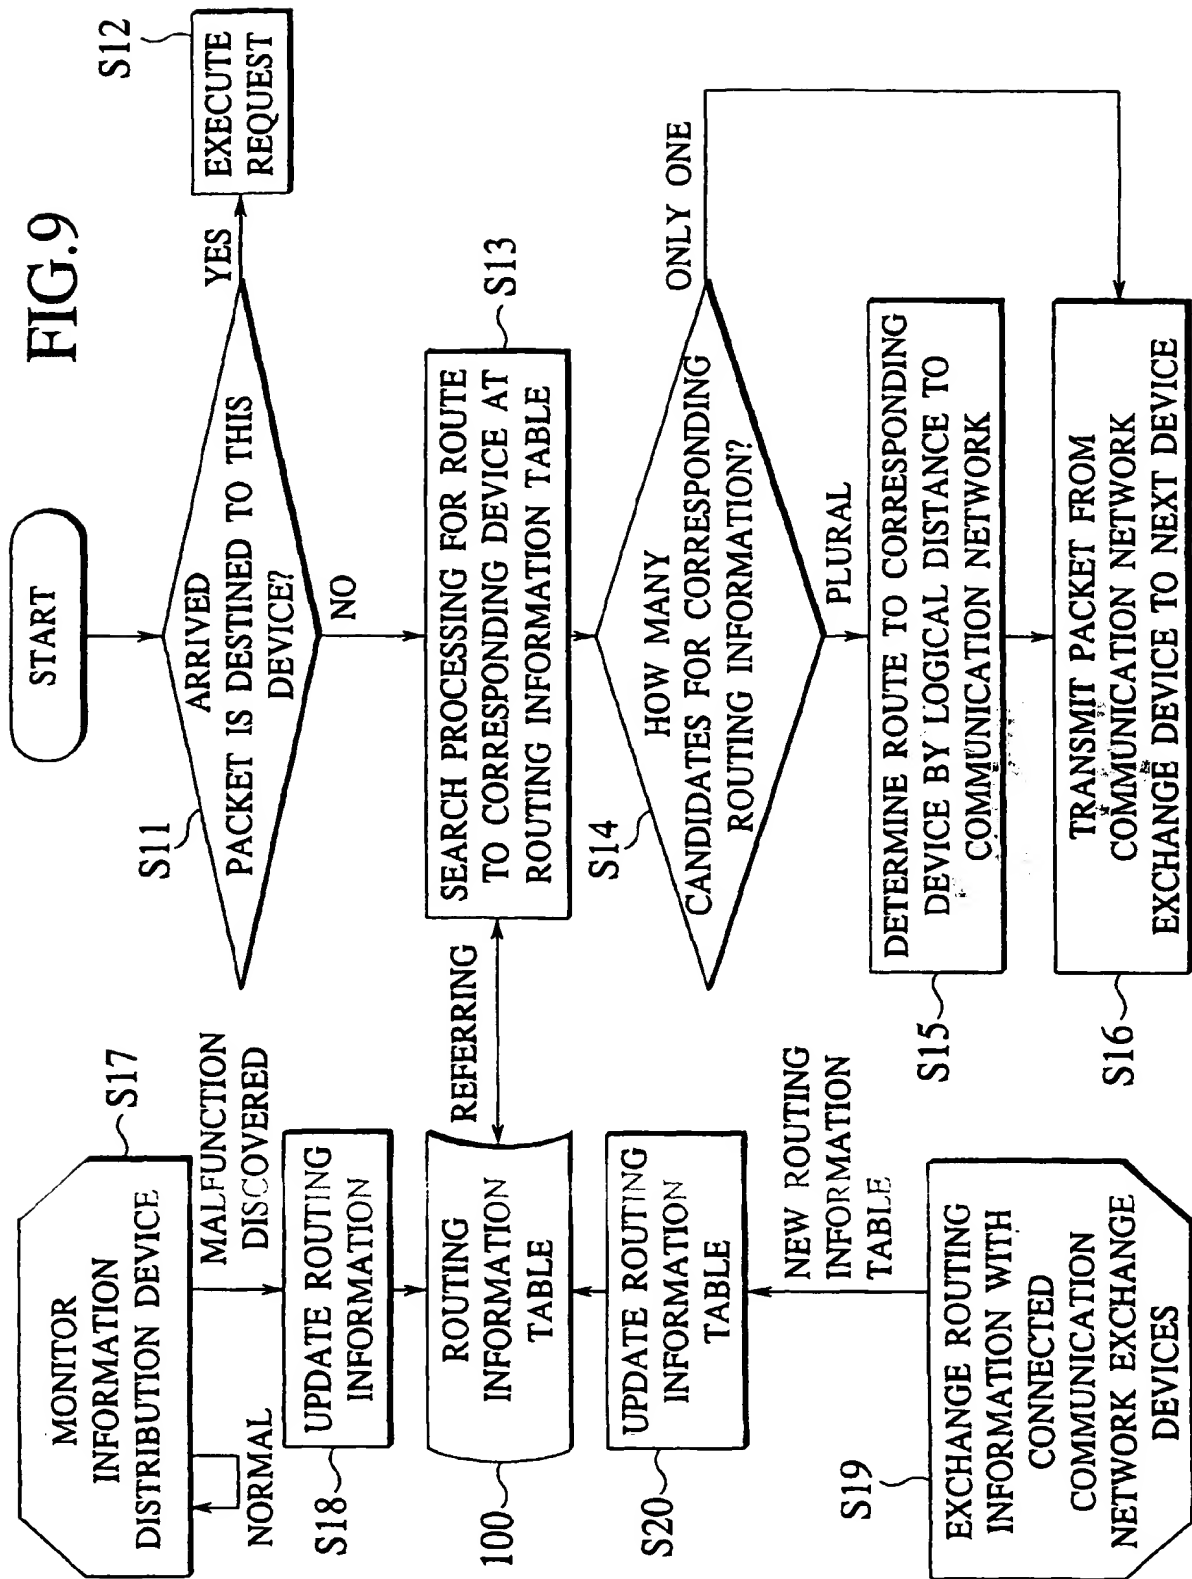 FIG.9
START
S11
ARRIVED
PACKET IS DESTINED TO THIS
DEVICE?
YES
S12
EXECUTE
REQUEST
NO
S13
SEARCH PROCESSING FOR ROUTE
TO CORRESPONDING DEVICE AT
ROUTING INFORMATION TABLE
REFERRING
S14
HOW MANY
CANDIDATES FOR CORRESPONDING
ROUTING INFORMATION?
ONLY ONE
PLURAL
S15
DETERMINE ROUTE TO CORRESPONDING
DEVICE BY LOGICAL DISTANCE TO
COMMUNICATION NETWORK
S16
TRANSMIT PACKET FROM
COMMUNICATION NETWORK
EXCHANGE DEVICE TO NEXT DEVICE
S17
MONITOR
INFORMATION
DISTRIBUTION DEVICE
NORMAL
MALFUNCTION
DISCOVERED
S18
UPDATE ROUTING
INFORMATION
100
ROUTING
INFORMATION
TABLE
S20
UPDATE ROUTING
INFORMATION
TABLE
NEW ROUTING
INFORMATION
TABLE
S19
EXCHANGE ROUTING
INFORMATION WITH
CONNECTED
COMMUNICATION
NETWORK EXCHANGE
DEVICES